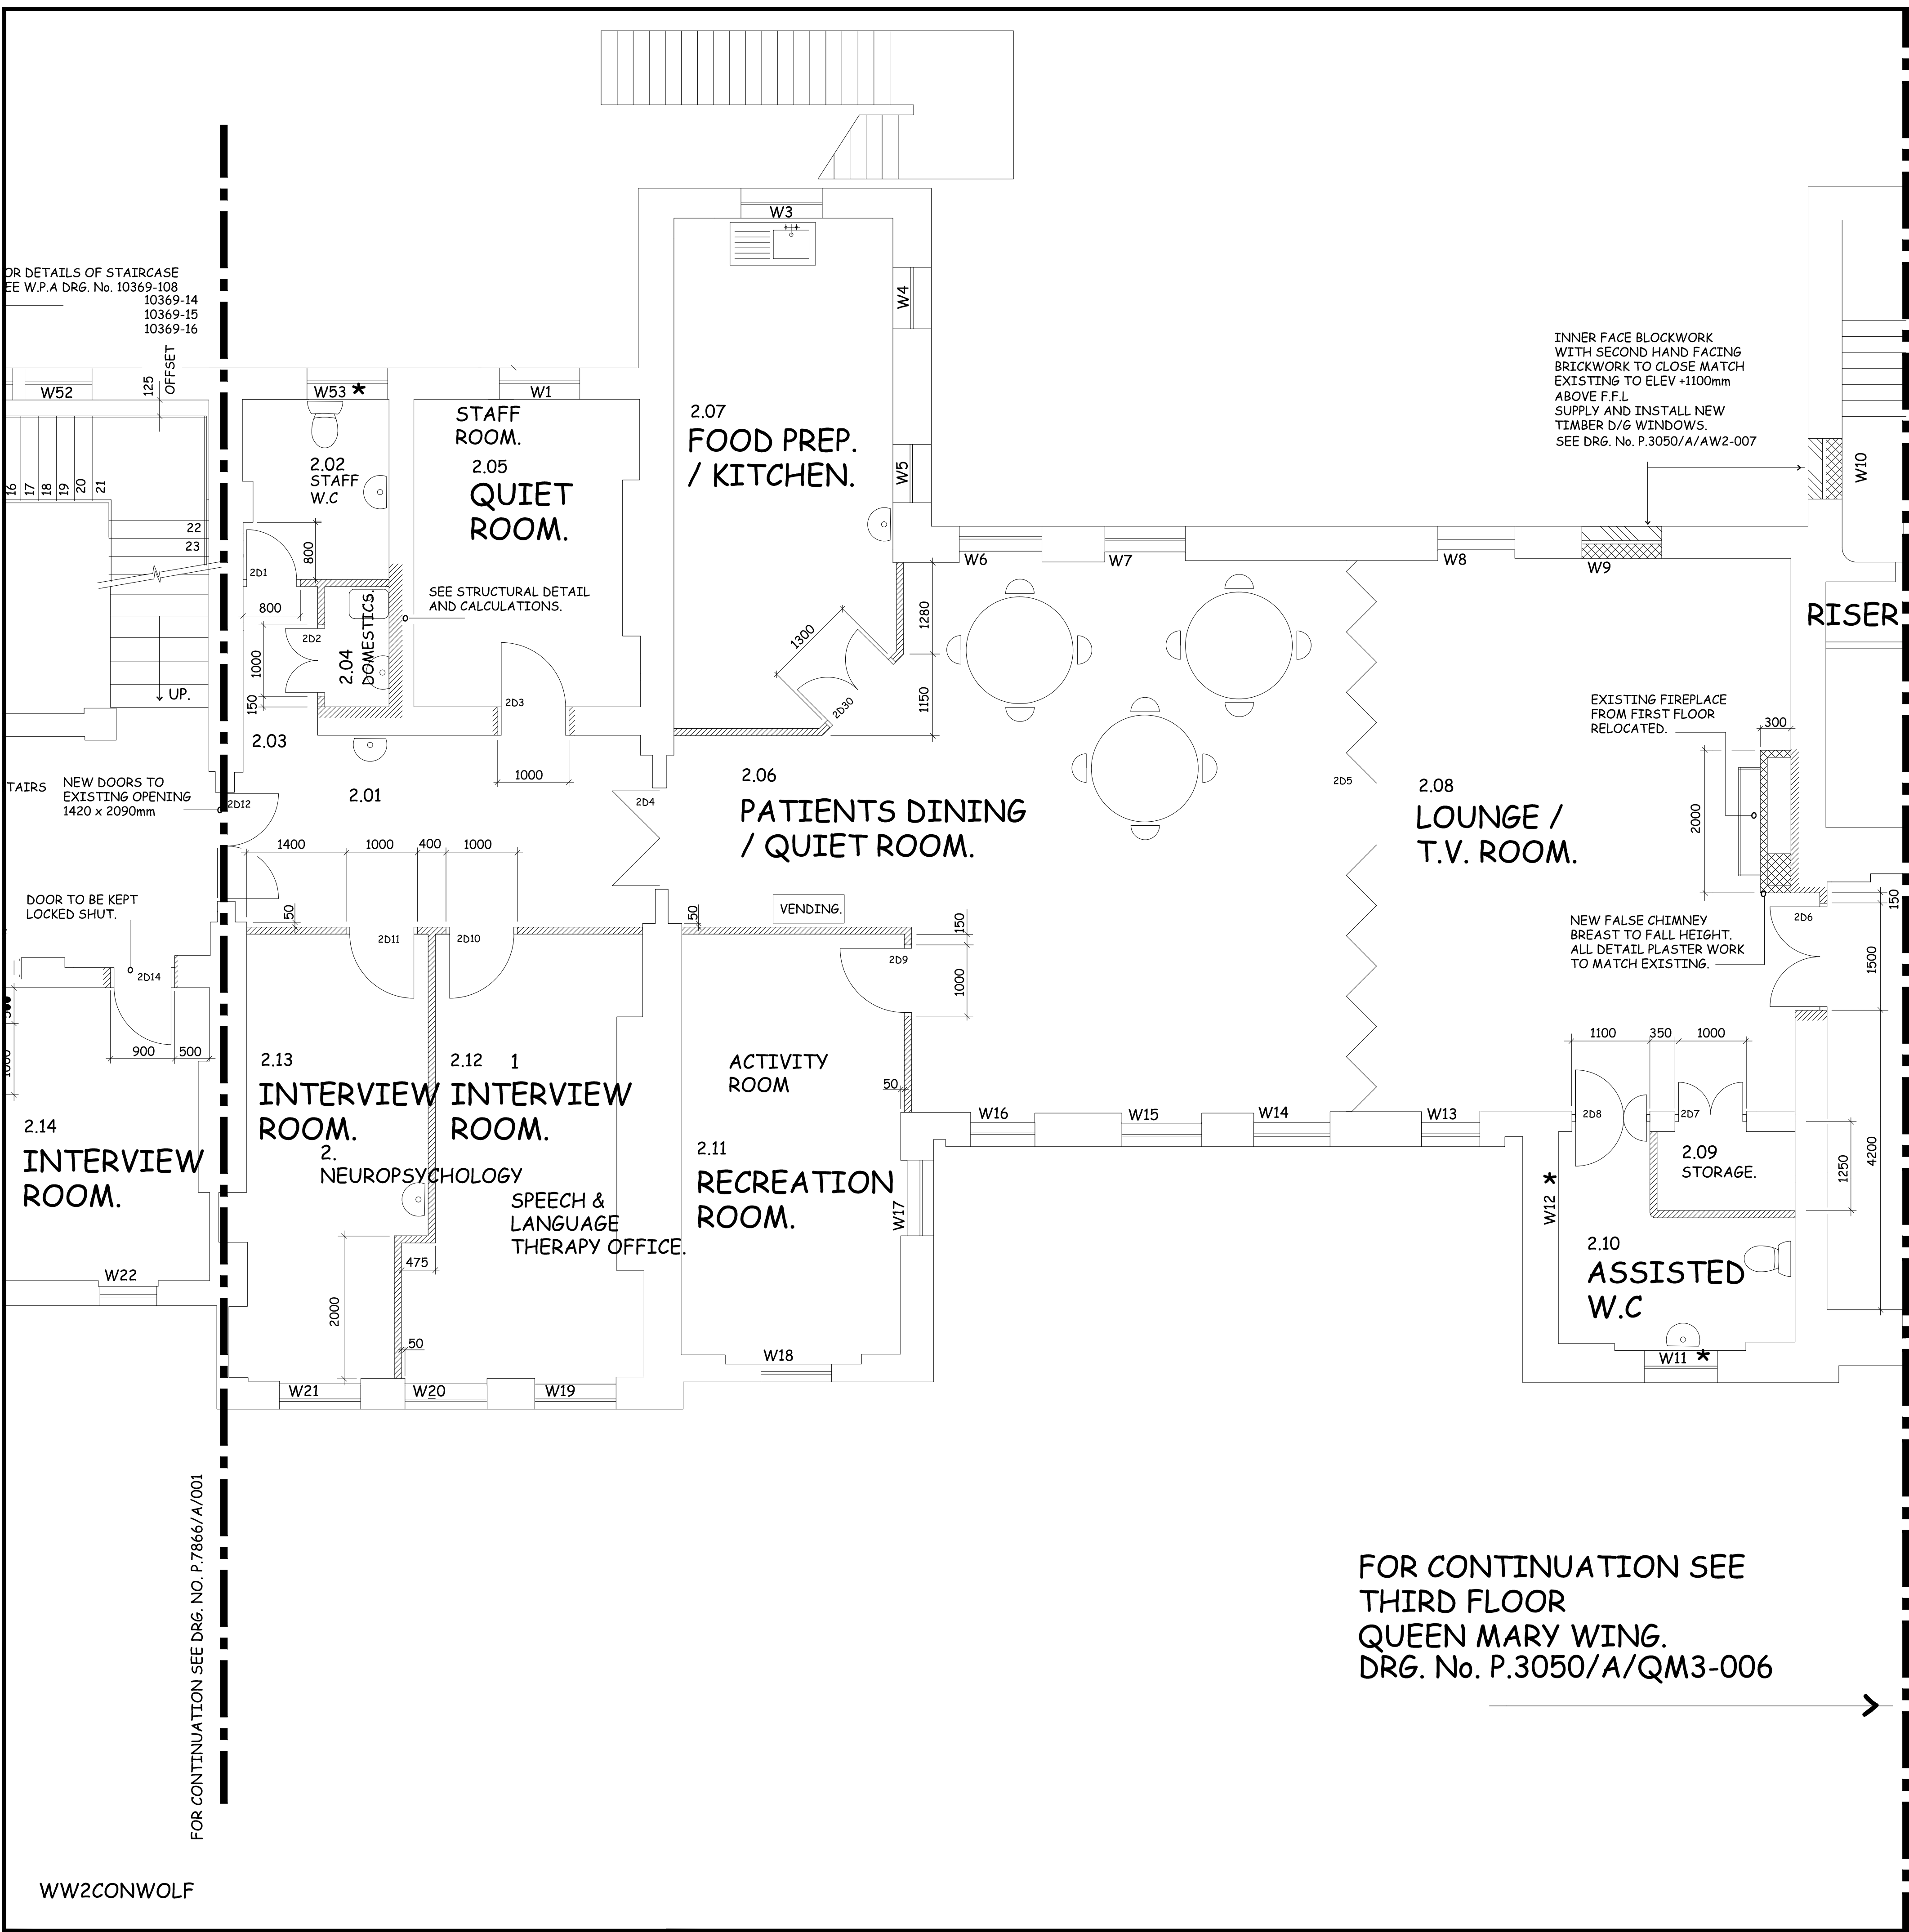 W3
W4
W5
OR DETAILS OF STAIRCASE
EE W.P.A DRG. No. 10369-108
10369-14
10369-15
10369-16
125
OFFSET
W52
W53 *
W1
16
17
18
19
20
21
22
23
UP.
2.02
STAFF
W.C
STAFF
ROOM.
2.05
QUIET
ROOM.
2.07
FOOD PREP.
/ KITCHEN.
INNER FACE BLOCKWORK
WITH SECOND HAND FACING
BRICKWORK TO CLOSE MATCH
EXISTING TO ELEV +1100mm
ABOVE F.F.L
SUPPLY AND INSTALL NEW
TIMBER D/G WINDOWS.
SEE DRG. No. P.3050/A/AW2-007
W10
W6
W7
W8
W9
RISER
800
2D1
800
2D2
1000
150
2.04
DOMESTICS.
SEE STRUCTURAL DETAIL
AND CALCULATIONS.
2D3
1000
1300
1280
1150
2D30
2.03
2.01
TAIRS
NEW DOORS TO
EXISTING OPENING
1420 x 2090mm
2D12
2D4
2.06
PATIENTS DINING
/ QUIET ROOM.
2D5
2.08
LOUNGE /
T.V. ROOM.
EXISTING FIREPLACE
FROM FIRST FLOOR
RELOCATED.
300
2000
NEW FALSE CHIMNEY
BREAST TO FALL HEIGHT.
ALL DETAIL PLASTER WORK
TO MATCH EXISTING.
2D6
150
1500
4200
1400
1000
400
1000
50
50
VENDING.
150
DOOR TO BE KEPT
LOCKED SHUT.
2D14
2D11
2D10
2D9
1000
900
500
2.14
INTERVIEW
ROOM.
2.13
INTERVIEW
ROOM.
2.
NEUROPSYCHOLOGY
2.12
1
INTERVIEW
ROOM.
SPEECH &
LANGUAGE
THERAPY OFFICE.
ACTIVITY
ROOM
50
2.11
RECREATION
ROOM.
W16
W15
W14
W13
W17
1100
350
1000
2D8
2D7
2.09
STORAGE.
1250
W12 *
2.10
ASSISTED
W.C
W11 *
475
2000
50
W22
W21
W20
W19
W18
FOR CONTINUATION SEE DRG. NO. P.7866/A/001
FOR CONTINUATION SEE
THIRD FLOOR
QUEEN MARY WING.
DRG. No. P.3050/A/QM3-006
WW2CONWOLF